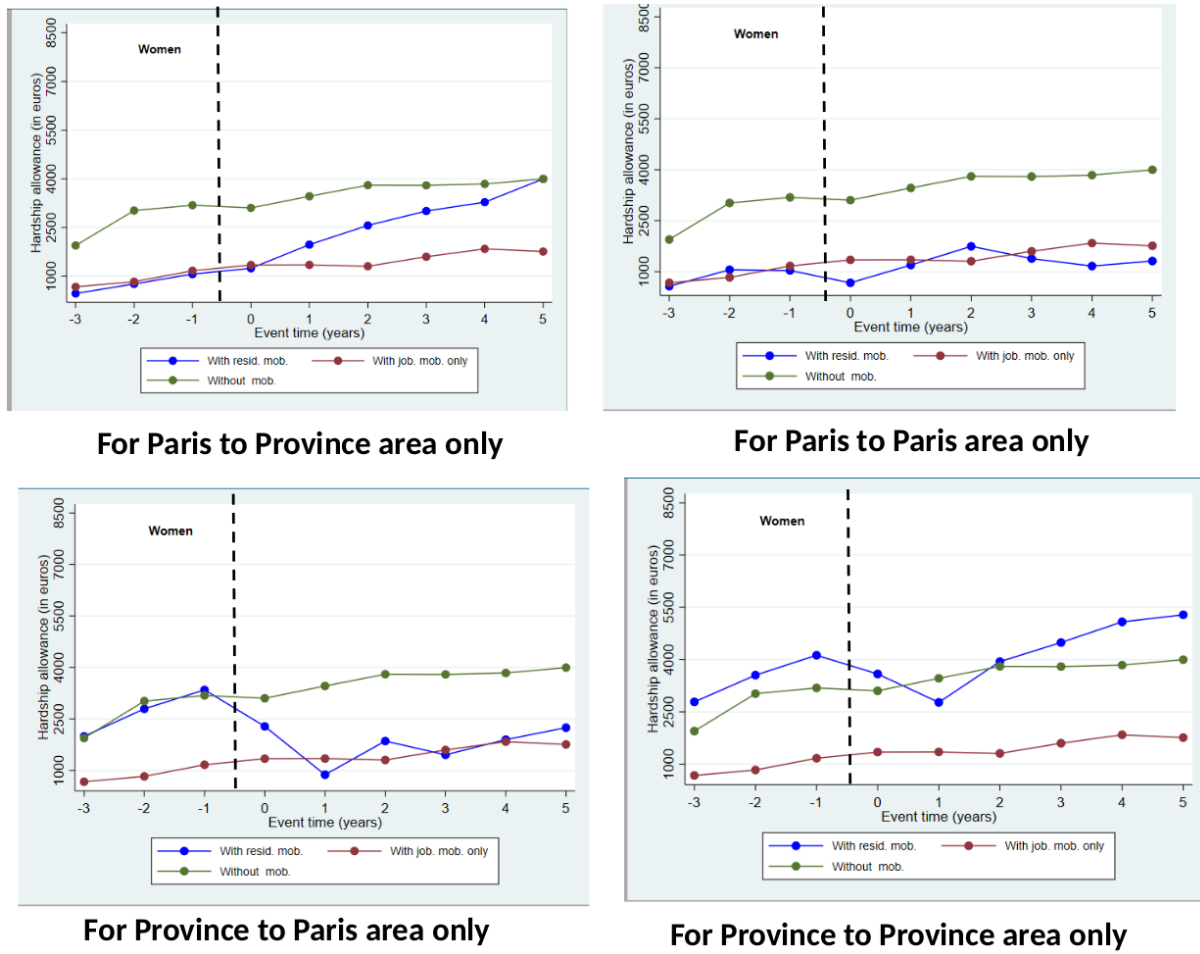 Women
Hardship allowance (in euros)
8500
7000
5500
4000
2500
1000
-3 -2 -1 0 1 2 3 4 5
Event time (years)
With resid. mob. With job. mob. only
Without mob.
For Paris to Province area only
Women
Hardship allowance (in euros)
8500
7000
5500
4000
2500
1000
-3 -2 -1 0 1 2 3 4 5
Event time (years)
With resid. mob. With job. mob. only
Without mob.
For Paris to Paris area only
Women
Hardship allowance (in euros)
8500
7000
5500
4000
2500
1000
-3 -2 -1 0 1 2 3 4 5
Event time (years)
With resid. mob. With job. mob. only
Without mob.
For Province to Paris area only
Women
Hardship allowance (in euros)
8500
7000
5500
4000
2500
1000
-3 -2 -1 0 1 2 3 4 5
Event time (years)
With resid. mob. With job. mob. only
Without mob.
For Province to Province area only